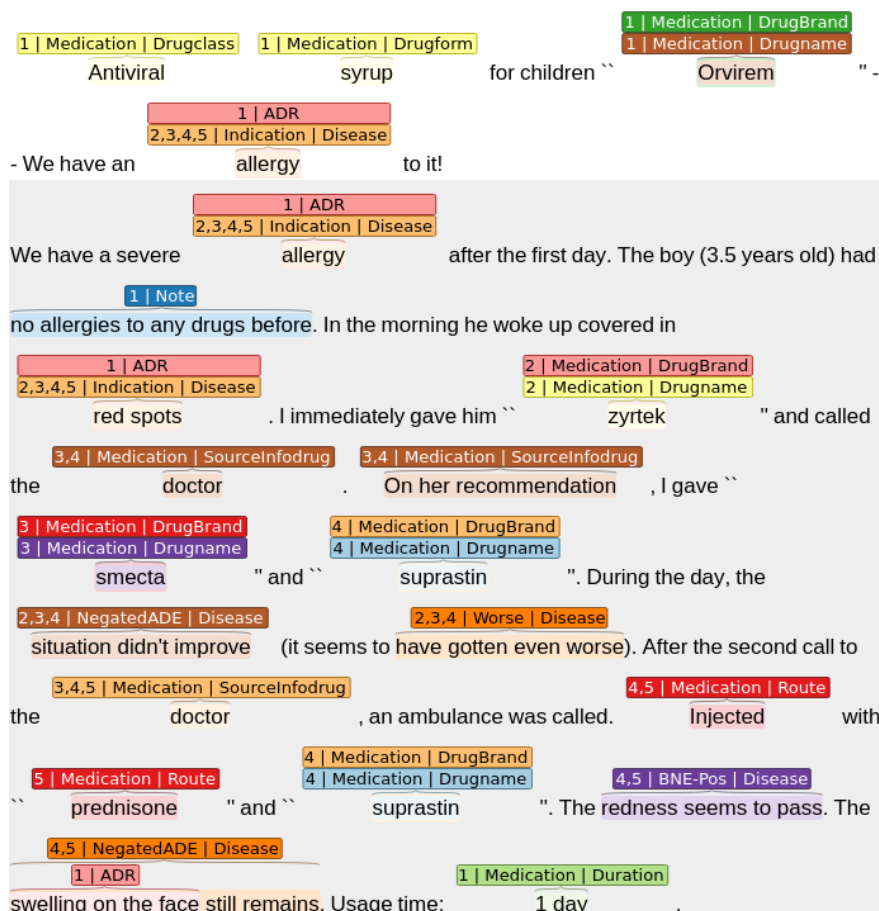 1 | Medication | DrugBrand
1 | Medication | Drugclass 1 | Medication | Drugform 1 | Medication | Drugname
Antiviral syrup for children `` Orvirem " -
1 | ADR
2,3,4,5 | Indication | Disease
- We have an allergy to it!
1 | ADR
2,3,4,5 | Indication | Disease
We have a severe allergy after the first day. The boy (3.5 years old) had
1 | Note
no allergies to any drugs before. In the morning he woke up covered in
1 | ADR 2 | Medication | DrugBrand
2,3,4,5 | Indication | Disease 2 | Medication | Drugname
red spots . I immediately gave him `` zyrtek " and called
3,4 | Medication | SourceInfodrug 3,4 | Medication | SourceInfodrug
the doctor . On her recommendation , I gave ``
3 | Medication | DrugBrand 4 | Medication | DrugBrand
3 | Medication | Drugname 4 | Medication | Drugname
smecta " and `` suprastin ". During the day, the
2,3,4 | NegatedADE | Disease 2,3,4 | Worse | Disease
situation didn't improve (it seems to have gotten even worse). After the second call to
3,4,5 | Medication | SourceInfodrug 4,5 | Medication | Route
the doctor , an ambulance was called. Injected with
4 | Medication | DrugBrand
5 | Medication | Route 4 | Medication | Drugname 4,5 | BNE-Pos | Disease
`` prednisone " and `` suprastin ". The redness seems to pass. The
4,5 | NegatedADE | Disease
1 | ADR 1 | Medication | Duration
swelling on the face still remains. Usage time: 1 day .